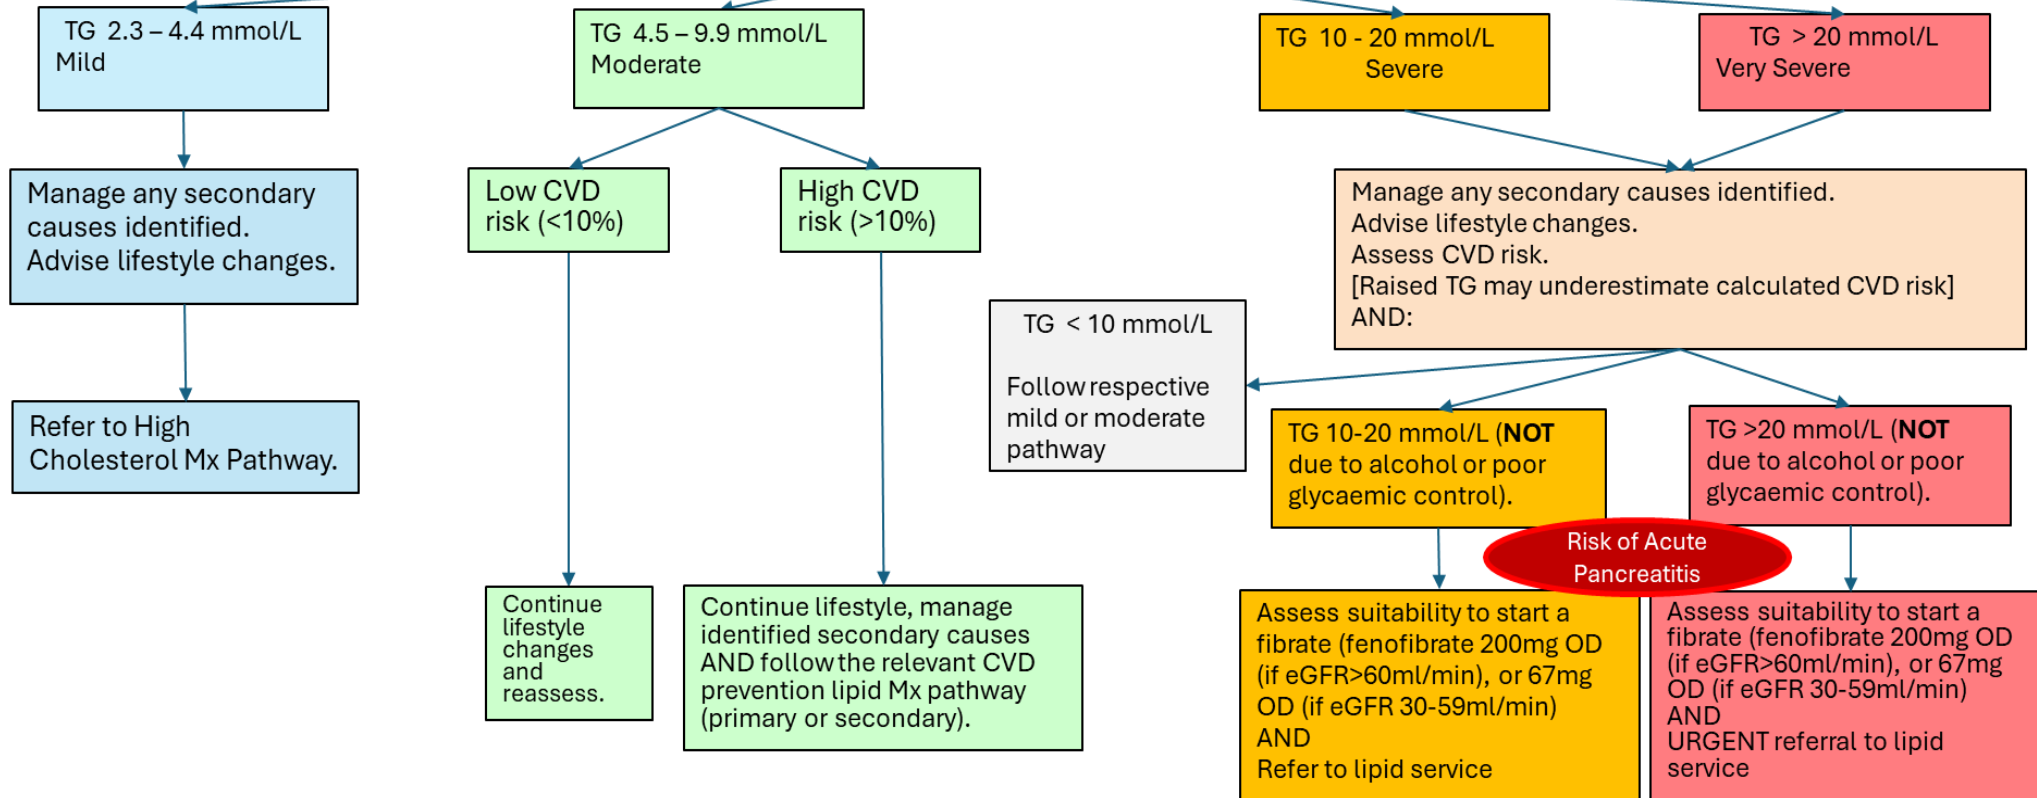 TG 2.3 – 4.4 mmol/L
Mild
TG 4.5 – 9.9 mmol/L
Moderate
TG 10 - 20 mmol/L
Severe
TG > 20 mmol/L
Very Severe
Manage any secondary
causes identified.
Advise lifestyle changes.
Low CVD
risk (<10%)
High CVD
risk (>10%)
Manage any secondary causes identified.
Advise lifestyle changes.
Assess CVD risk.
[Raised TG may underestimate calculated CVD risk]
AND:
TG < 10 mmol/L
Follow respective
mild or moderate
pathway
Refer to High
Cholesterol Mx Pathway.
TG 10-20 mmol/L (NOT
due to alcohol or poor
glycaemic control).
TG >20 mmol/L (NOT
due to alcohol or poor
glycaemic control).
Risk of Acute
Pancreatitis
Continue
lifestyle
changes
and
reassess.
Continue lifestyle, manage
identified secondary causes
AND follow the relevant CVD
prevention lipid Mx pathway
(primary or secondary).
Assess suitability to start a
fibrate (fenofibrate 200mg OD
(if eGFR>60ml/min), or 67mg
OD (if eGFR 30-59ml/min)
AND
Refer to lipid service
Assess suitability to start a
fibrate (fenofibrate 200mg OD
(if eGFR>60ml/min), or 67mg
OD (if eGFR 30-59ml/min)
AND
URGENT referral to lipid
service